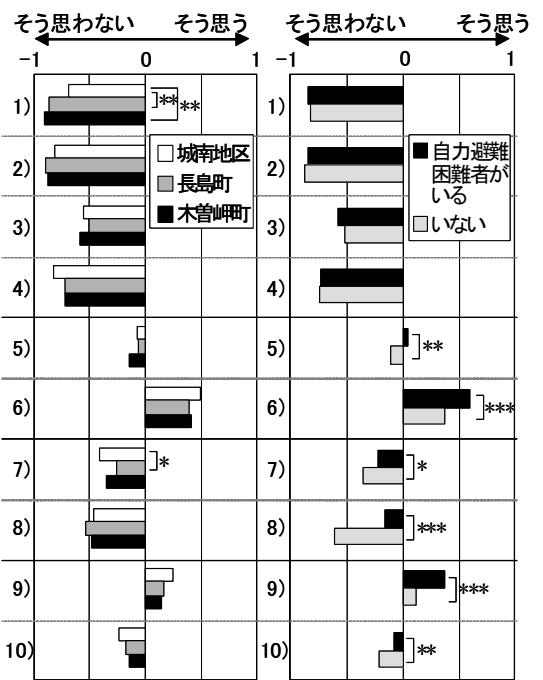 そう思わない そう思う そう思わない そう思う
-1 0 1 -1 0 1
1) ** ** 1)
城南地区
長島町
木曽岬町
自力避難
困難者が
いる
いない
2) 2)
3) 3)
4) 4)
5) 5) **
6) 6) ***
7) * 7) *
8) 8) ***
9) 9) ***
10) 10) **